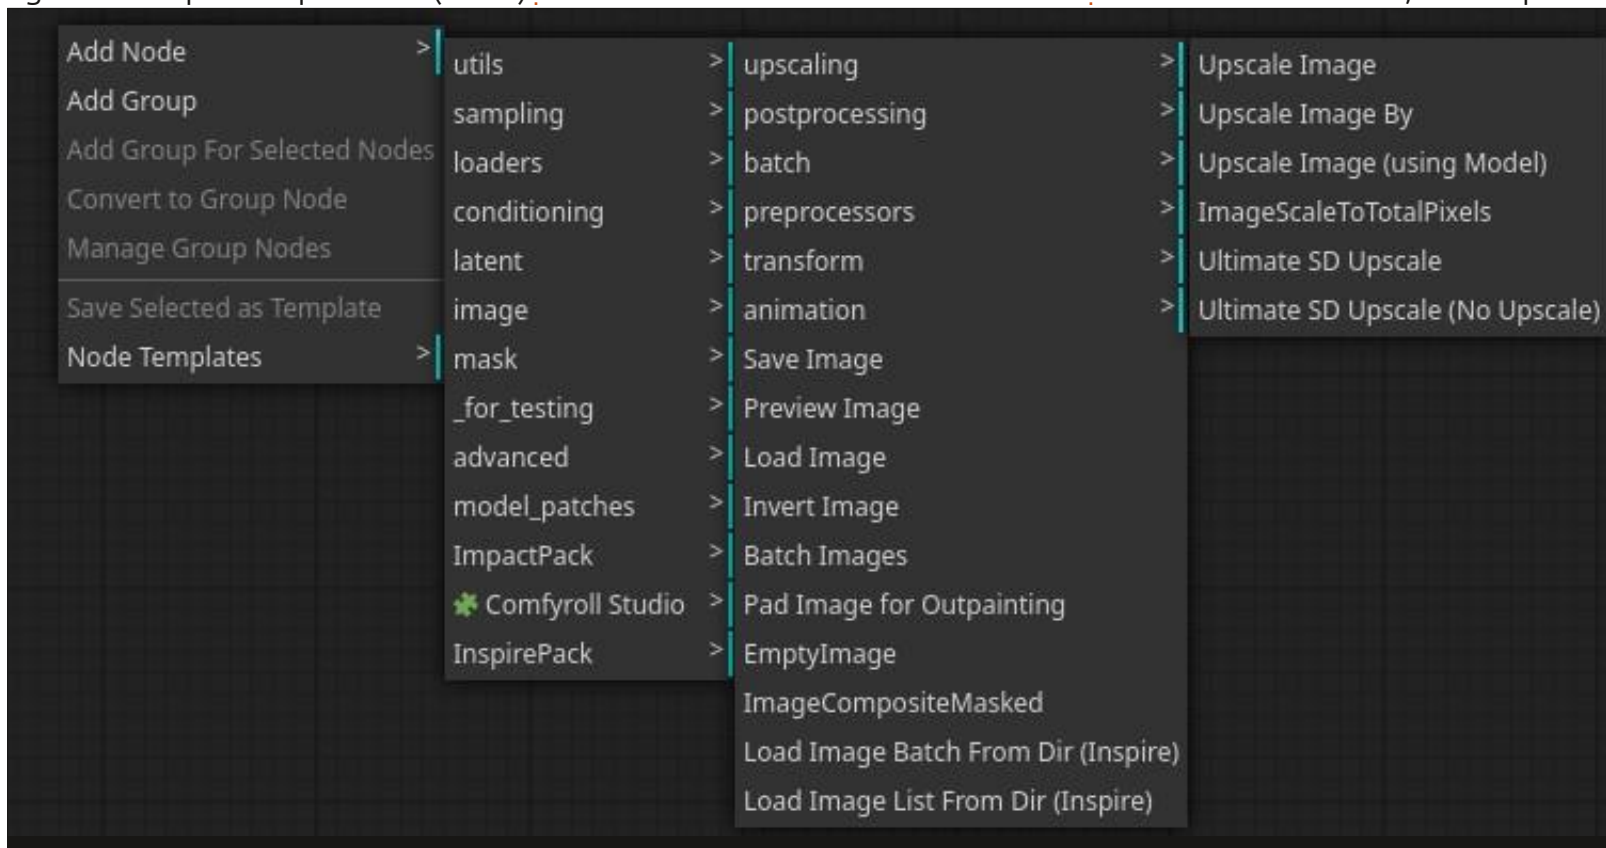 Add Node >
Add Group
Add Group For Selected Nodes
Convert to Group Node
Manage Group Nodes
Save Selected as Template
Node Templates >
utils >
sampling >
loaders >
conditioning >
latent >
image >
mask >
_for_testing >
advanced >
model_patches >
ImpactPack >
Comfyroll Studio >
InspirePack >
upscaling >
postprocessing >
batch >
preprocessors >
transform >
animation >
Save Image
Preview Image
Load Image
Invert Image
Batch Images
Pad Image for Outpainting
EmptyImage
ImageCompositeMasked
Load Image Batch From Dir (Inspire)
Load Image List From Dir (Inspire)
Upscale Image
Upscale Image By
Upscale Image (using Model)
ImageScaleToTotalPixels
Ultimate SD Upscale
Ultimate SD Upscale (No Upscale)